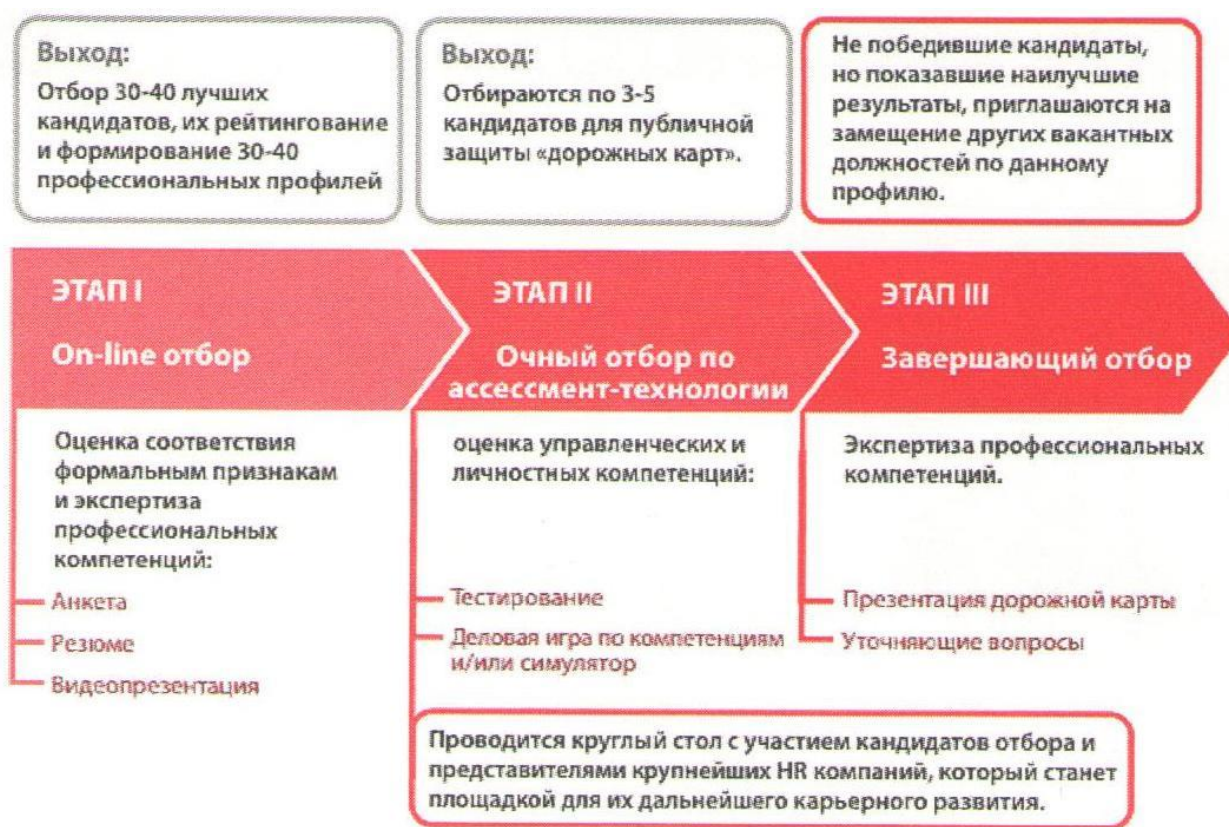 Выход:
Отбор 30-40 лучших
кандидатов, их рейтингование
и формирование 30-40
профессиональных профилей
Выход:
Отбираются по 3-5
кандидатов для публичной
защиты «дорожных карт».
Не победившие кандидаты,
но показавшие наилучшие
результаты, приглашаются на
замещение других вакантных
должностей по данному
профилю.
ЭТАП I
On-line отбор
ЭТАП II
Очный отбор по
ассессмент-технологии
ЭТАП III
Завершающий отбор
Оценка соответствия
формальным признакам
и экспертиза
профессиональных
компетенций:
Анкета
Резюме
Видеопрезентация
оценка управленческих и
личностных компетенций:
Тестирование
Деловая игра по компетенциям
и/или симулятор
Экспертиза профессиональных
компетенций.
Презентация дорожной карты
Уточняющие вопросы
Проводится круглый стол с участием кандидатов отбора и
представителями крупнейших HR компаний, который станет
площадкой для их дальнейшего карьерного развития.